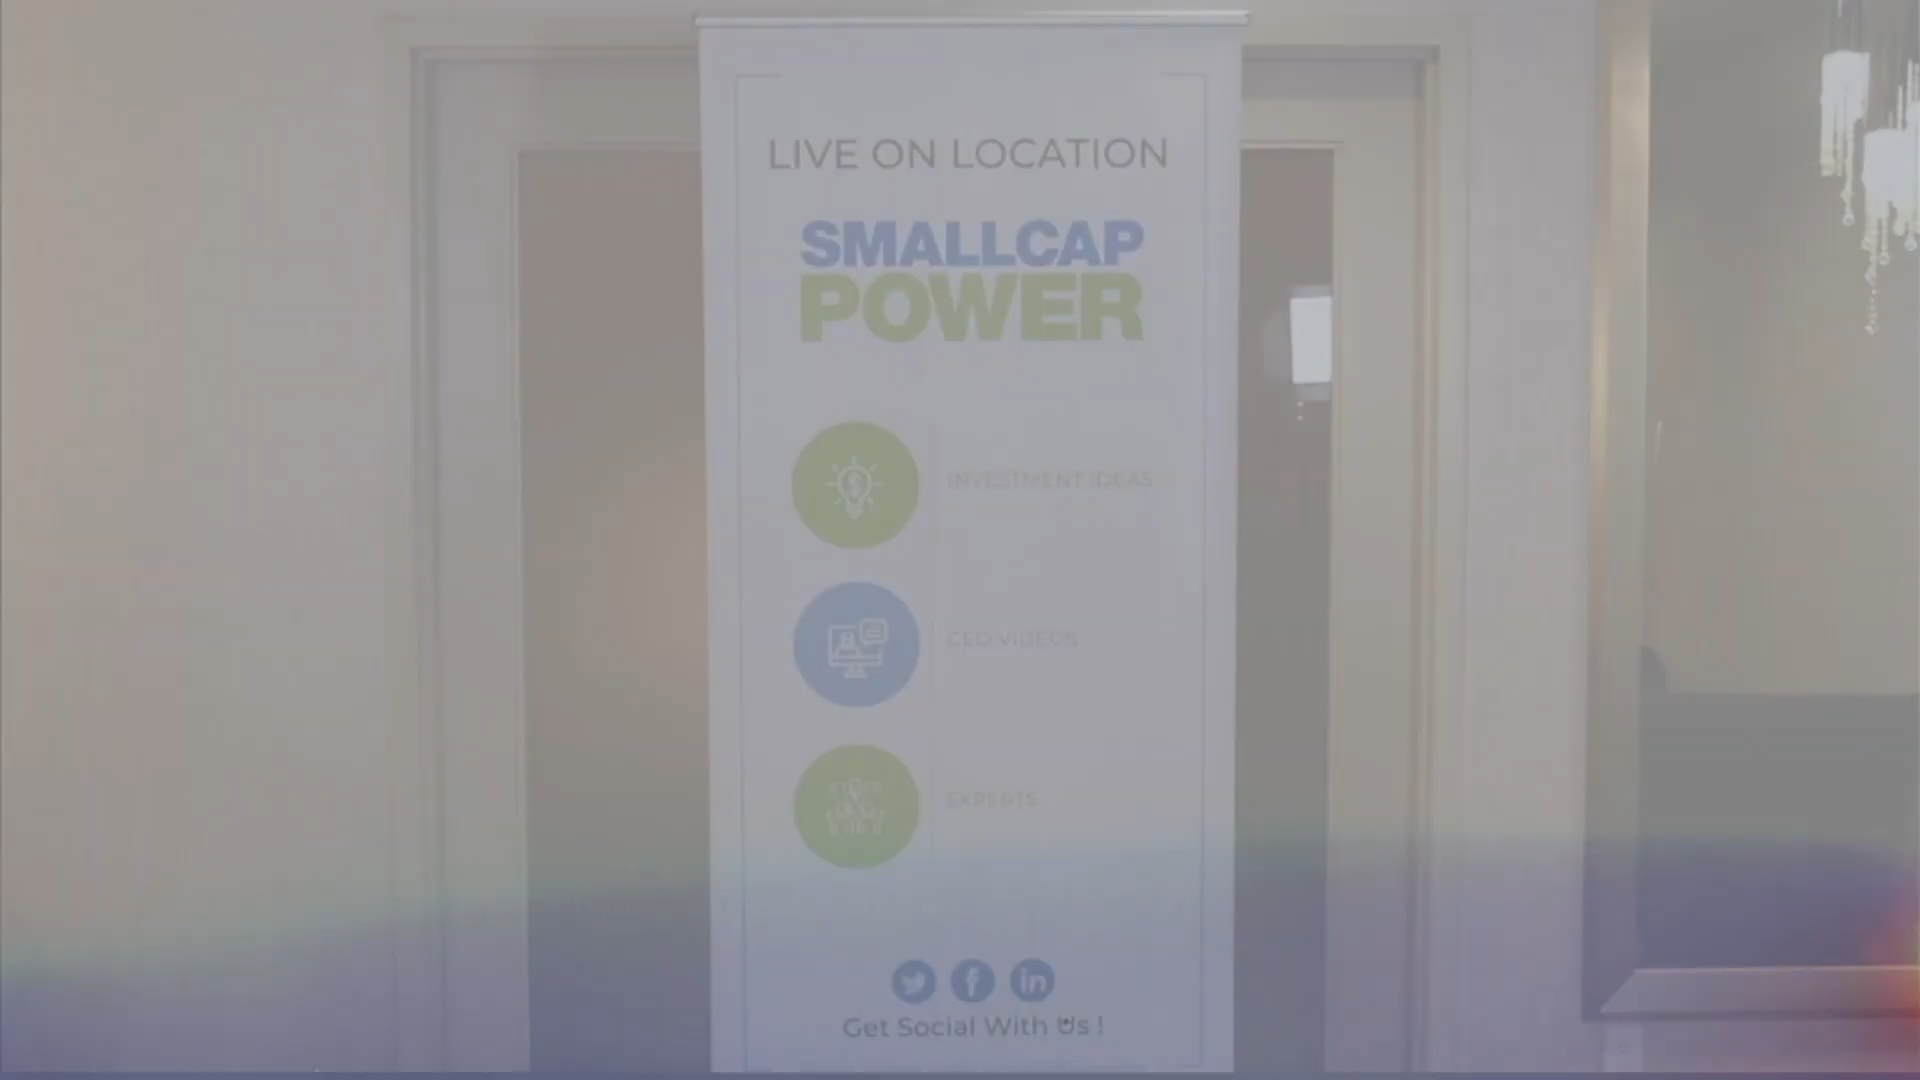 LIVE ON LOCATION
SMALLCAP
POWER
INVESTMENT IDEAS
CEO VIDEOS
EXPERTS
Get Social With Us !